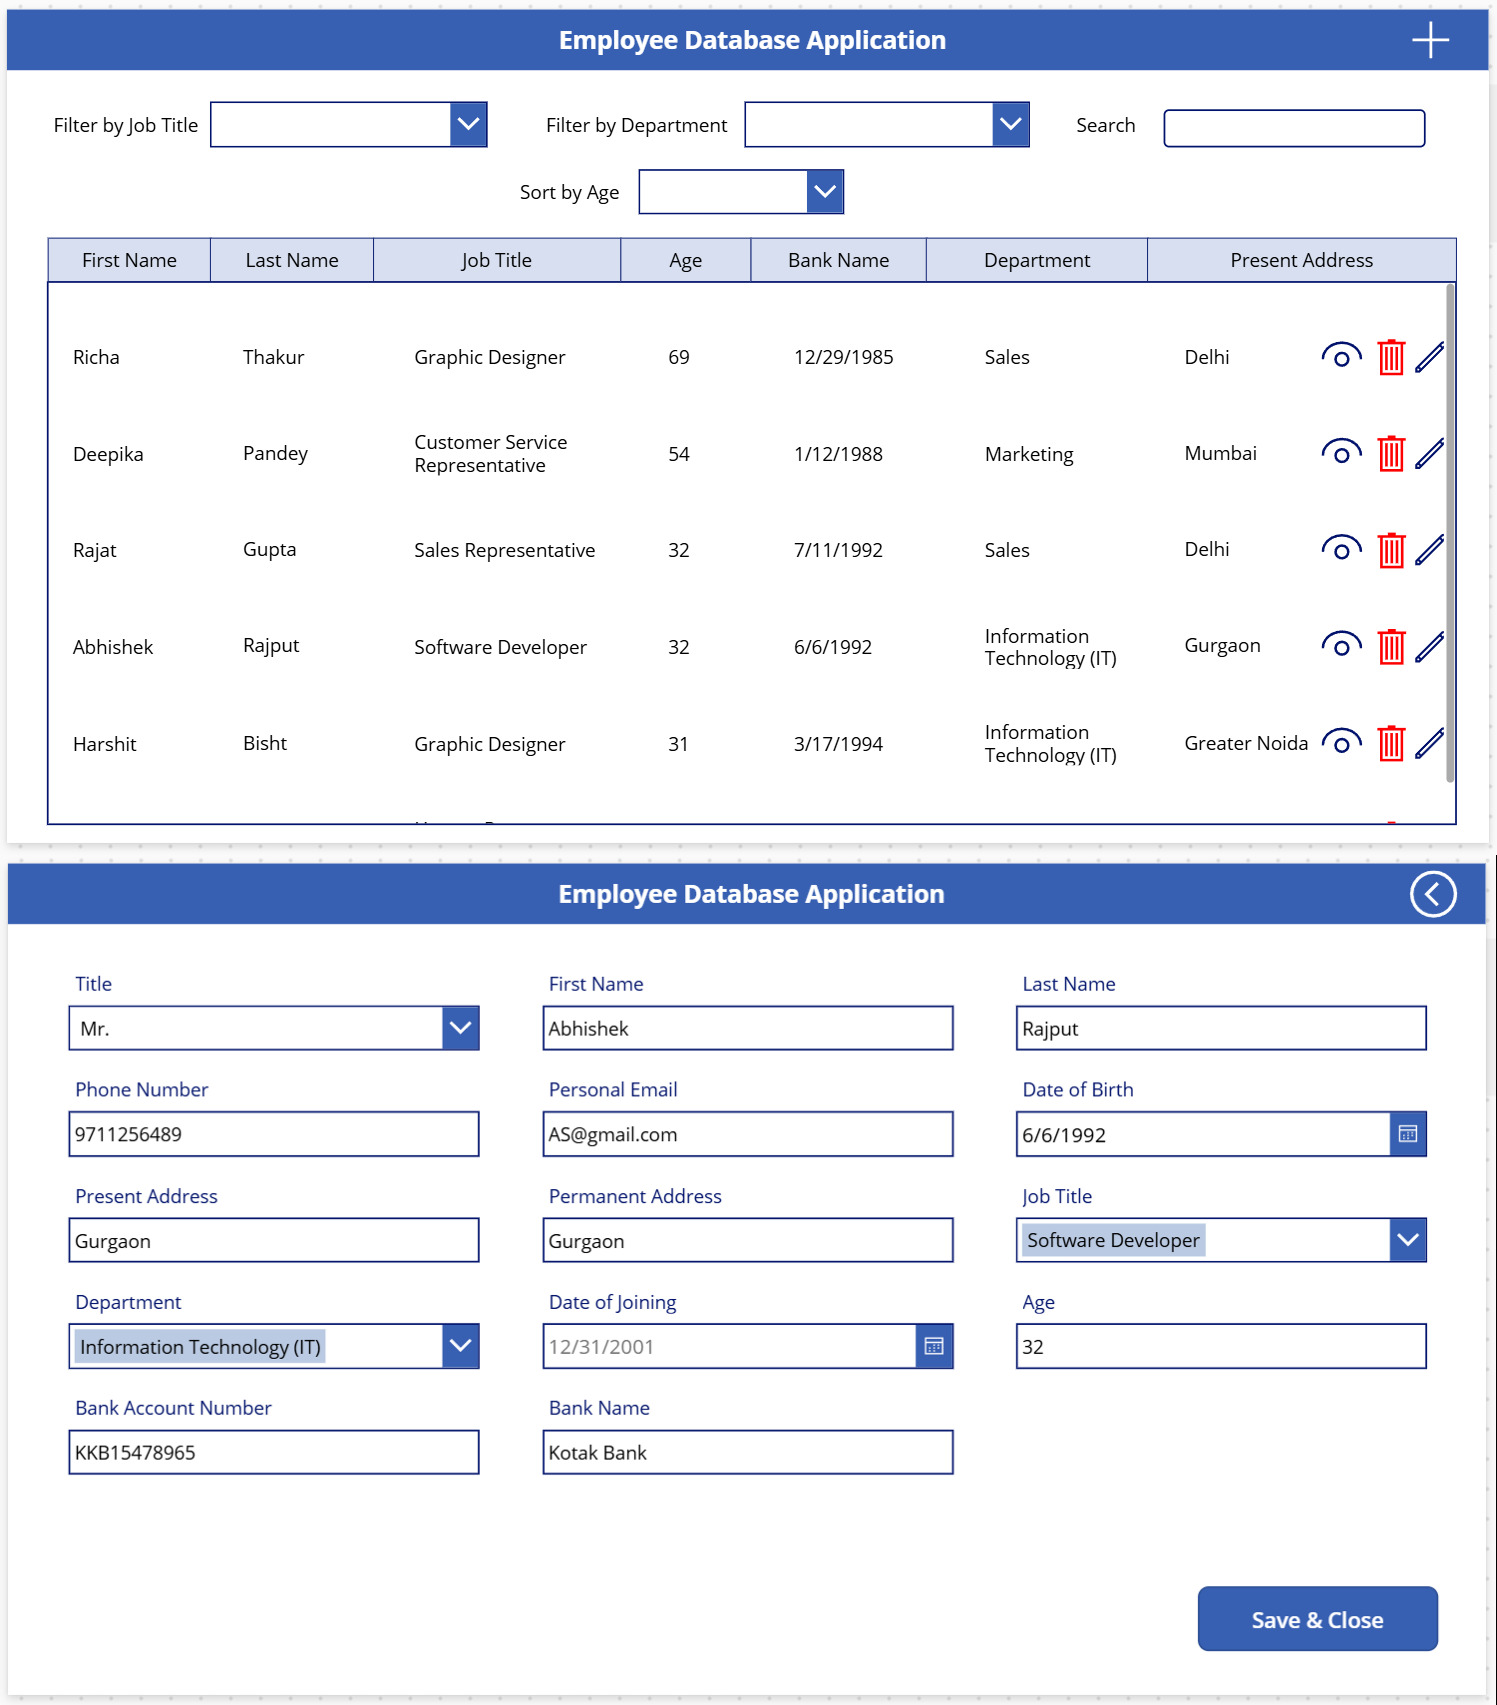 Employee Database Application
Filter by Job Title
Filter by Department
Search
Sort by Age
First Name Last Name Job Title Age Bank Name Department Present Address
Richa Thakur Graphic Designer 69 12/29/1985 Sales Delhi
Deepika Pandey Customer Service Representative 54 1/12/1988 Marketing Mumbai
Rajat Gupta Sales Representative 32 7/11/1992 Sales Delhi
Abhishek Rajput Software Developer 32 6/6/1992 Information Technology (IT) Gurgaon
Harshit Bisht Graphic Designer 31 3/17/1994 Information Technology (IT) Greater Noida
Employee Database Application
Title First Name Last Name
Mr. Abhishek Rajput
Phone Number Personal Email Date of Birth
9711256489 AS@gmail.com 6/6/1992
Present Address Permanent Address Job Title
Gurgaon Gurgaon Software Developer
Department Date of Joining Age
Information Technology (IT) 12/31/2001 32
Bank Account Number Bank Name
KKB15478965 Kotak Bank
Save & Close